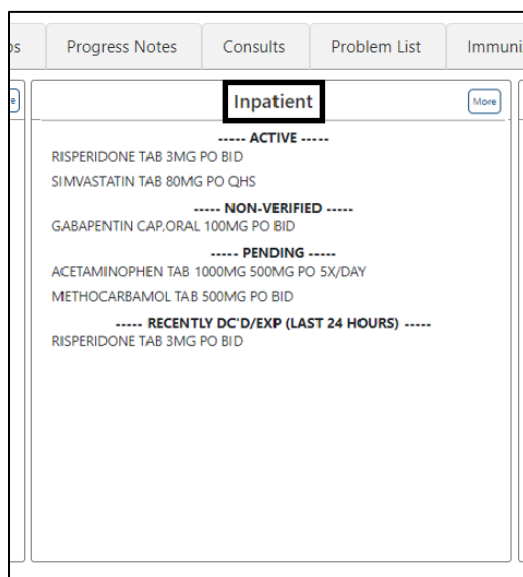 Progress Notes Consults Problem List
Inpatient More
----- ACTIVE -----
RISPERIDONE TAB 3MG PO BID
SIMVASTATIN TAB 80MG PO QHS
----- NON-VERIFIED -----
GABAPENTIN CAP,ORAL 100MG PO BID
----- PENDING -----
ACETAMINOPHEN TAB 1000MG 500MG PO 5X/DAY
METHOCARBAMOL TAB 500MG PO BID
----- RECENTLY DC'D/EXP (LAST 24 HOURS) -----
RISPERIDONE TAB 3MG PO BID